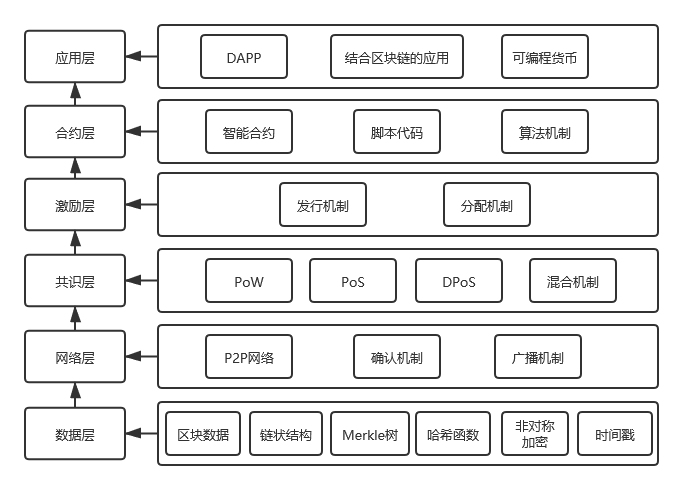 应用层
DAPP
结合区块链的应用
可编程货币
合约层
智能合约
脚本代码
算法机制
激励层
发行机制
分配机制
共识层
PoW
PoS
DPoS
混合机制
网络层
P2P网络
确认机制
广播机制
数据层
区块数据
链状结构
Merkle树
哈希函数
非对称
加密
时间戳